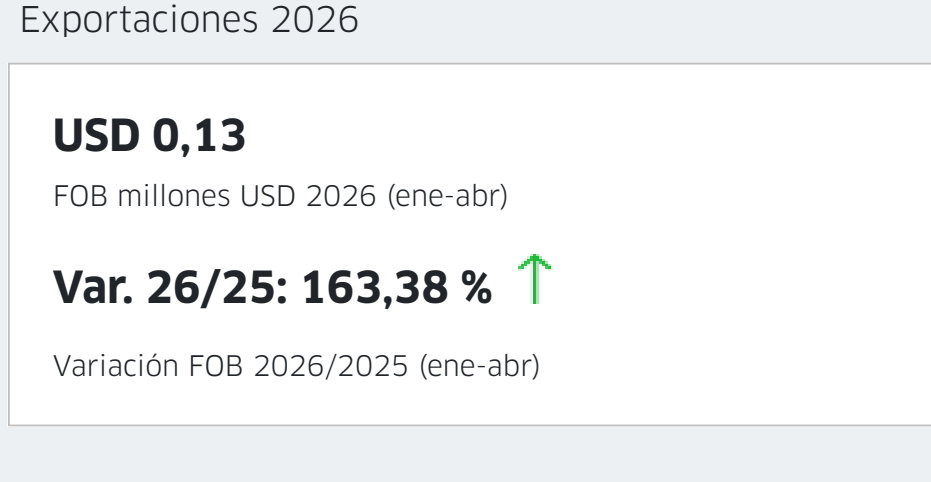 Exportaciones 2026
USD 0,13
FOB millones USD 2026 (ene-abr)
Var. 26/25: 163,38 %
Variación FOB 2026/2025 (ene-abr)